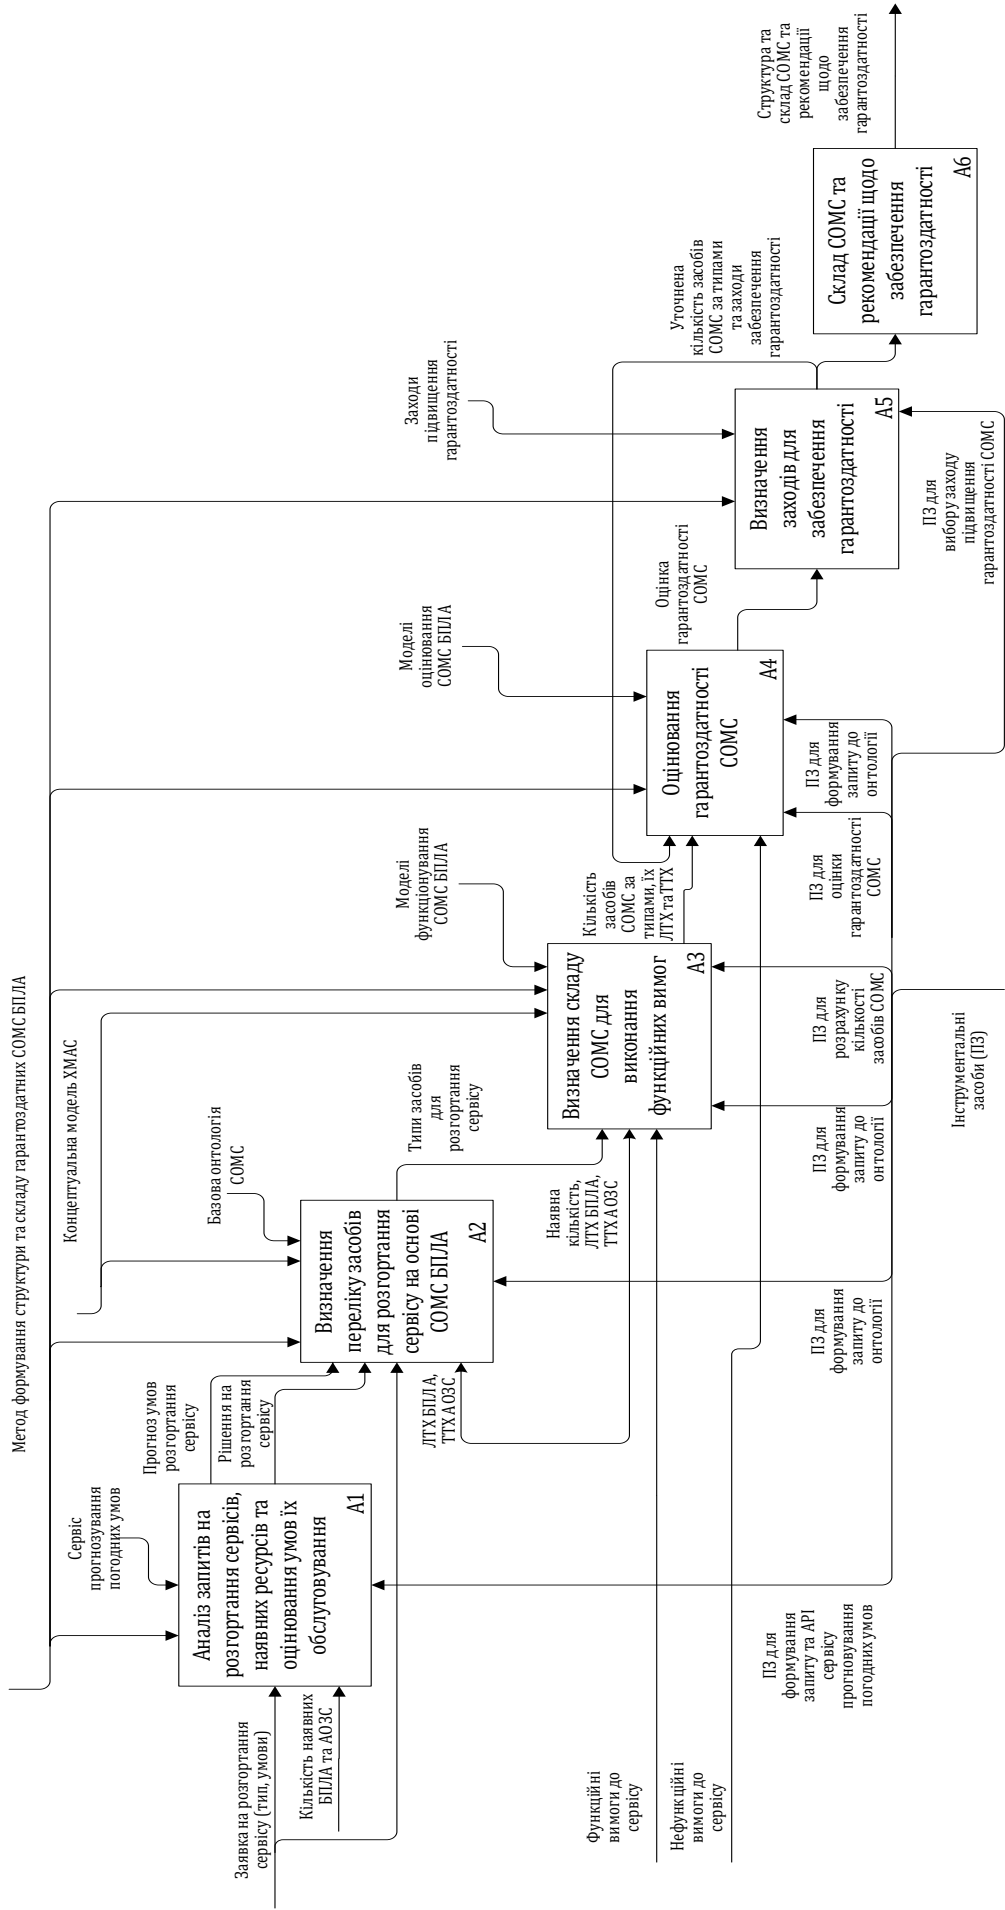 Метод формування структури та складу гарантоздатних СОМС БПЛА
Концептуальна модель ХМАС
Сервіс
прогнозування
погодних умов
Базова онтологія
СОМС
Моделі
функціонування
СОМС БПЛА
Моделі
оцінювання
СОМС БПЛА
Заходи
підвищення
гарантоздатності
Заявка на розгортання
сервісу (тип, умови)
Кількість наявних
БПЛА та АОЗС
Аналіз запитів на
розгортання сервісів,
наявних ресурсів та
оцінювання умов їх
обслуговування
А1
Прогноз умов
розгортання
сервісу
Рішення на
розгортання
сервісу
Визначення
переліку засобів
для розгортання
сервісу на основі
СОМС БПЛА
А2
Типи засобів
для
розгортання
сервісу
ЛТХ БПЛА,
ТТХ АОЗС
Наявна
кількість,
ЛТХ БПЛА,
ТТХ АОЗС
Визначення складу
СОМС для
виконання
функційних вимог
А3
Кількість
засобів
СОМС за
типами, їх
ЛТХ та ТТХ
Оцінювання
гарантоздатності
СОМС
А4
Оцінка
гарантоздатності
СОМС
Визначення
заходів для
забезпечення
гарантоздатності
А5
Уточнена
кількість засобів
СОМС за типами
та заходи
забезпечення
гарантоздатності
Склад СОМС та
рекомендації щодо
забезпечення
гарантоздатності
А6
Структура та
склад СОМС та
рекомендації
щодо
забезпечення
гарантоздатності
Функційні
вимоги до
сервісу
Нефункційні
вимоги до
сервісу
ПЗ для
формування
запиту та АРІ
сервісу
прогновування
погодних умов
ПЗ для
формування
запиту до
онтології
ПЗ для
формування
запиту до
онтології
ПЗ для
розрахунку
кількості
засобів СОМС
ПЗ для
оцінки
гарантоздатності
СОМС
ПЗ для
формування
запиту до
онтології
ПЗ для
вибору заходу
підвищення
гарантоздатності СОМС
Інструментальні
засоби (ПЗ)